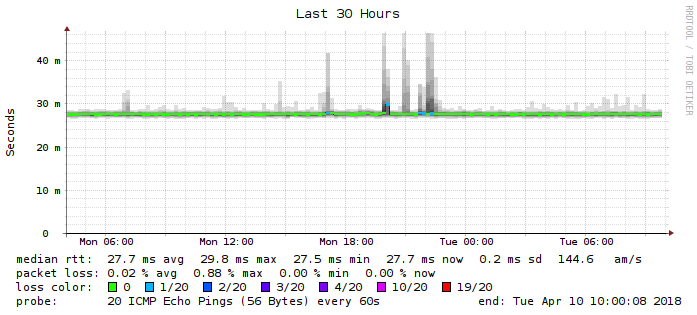 Last 30 Hours
RRDTOOL / TOBI OETIKER
Seconds
40 m
30 m
20 m
10 m
0
Mon 06:00 Mon 12:00 Mon 18:00 Tue 00:00 Tue 06:00
median rtt: 27.7 ms avg 29.8 ms max 27.5 ms min 27.7 ms now 0.2 ms sd 144.6 am/s
packet loss: 0.02 % avg 0.88 % max 0.00 % min 0.00 % now
loss color: 0 1/20 2/20 3/20 4/20 10/20 19/20
probe: 20 ICMP Echo Pings (56 Bytes) every 60s end: Tue Apr 10 10:00:08 2018